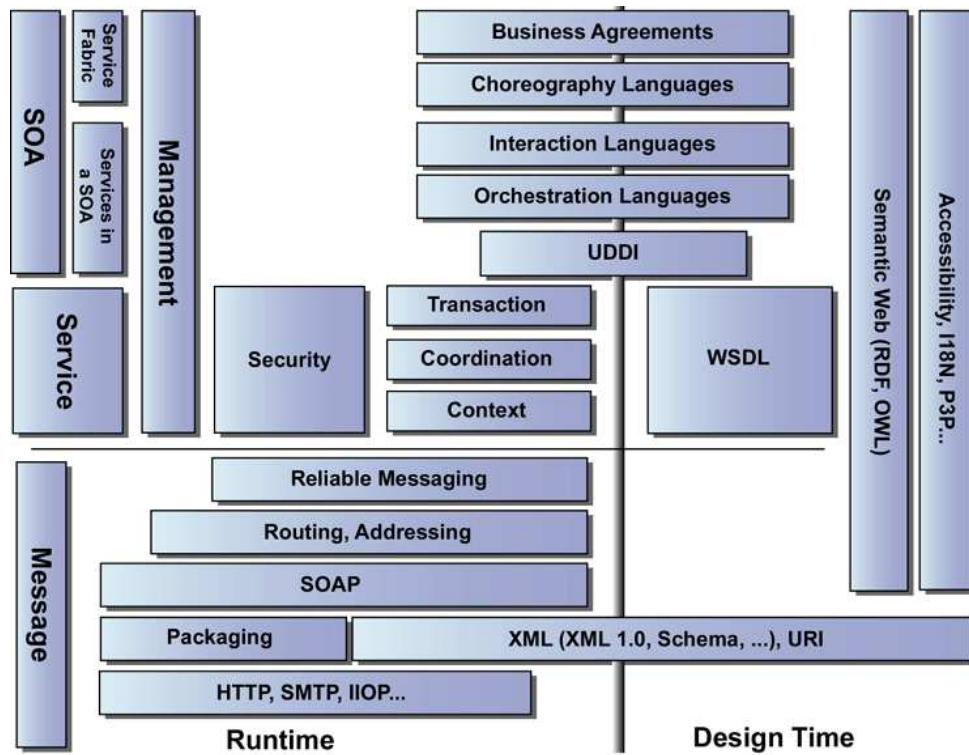 SOA
Service
Fabric
Services in
a SOA
Management
Business Agreements
Choreography Languages
Interaction Languages
Orchestration Languages
UDDI
Service
Security
Transaction
Coordination
Context
WSDL
Semantic Web (RDF, OWL)
Accessibility, I18N, P3P...
Message
Reliable Messaging
Routing, Addressing
SOAP
Packaging
XML (XML 1.0, Schema, ...), URI
HTTP, SMTP, IIOP...
Runtime
Design Time